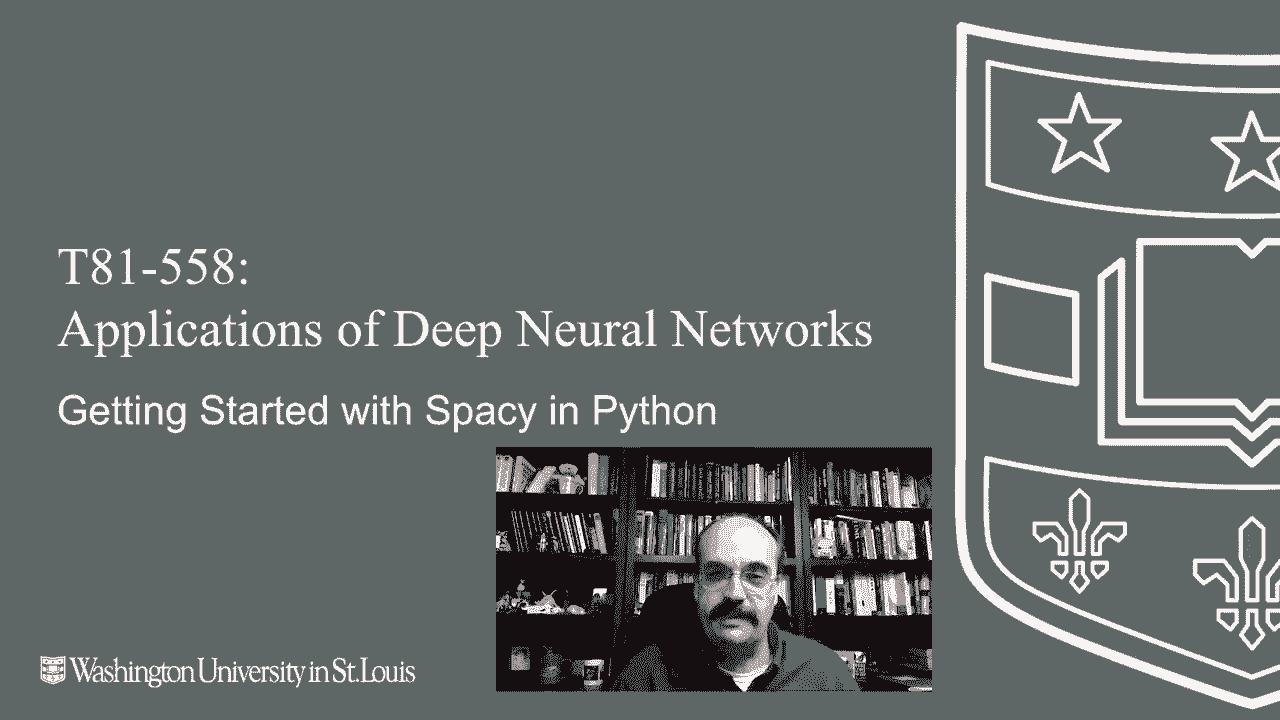 T81-558:
Applications of Deep Neural Networks
Getting Started with Spacy in Python
Washington University in St. Louis